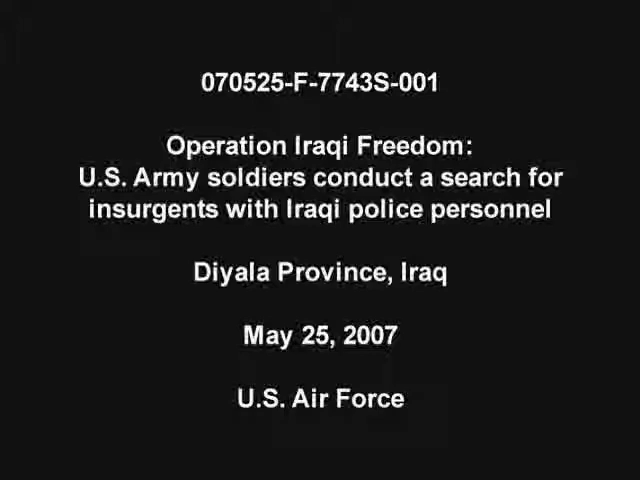 070525-F-7743S-001
Operation Iraqi Freedom:
U.S. Army soldiers conduct a search for
insurgents with Iraqi police personnel
Diyala Province, Iraq
May 25, 2007
U.S. Air Force